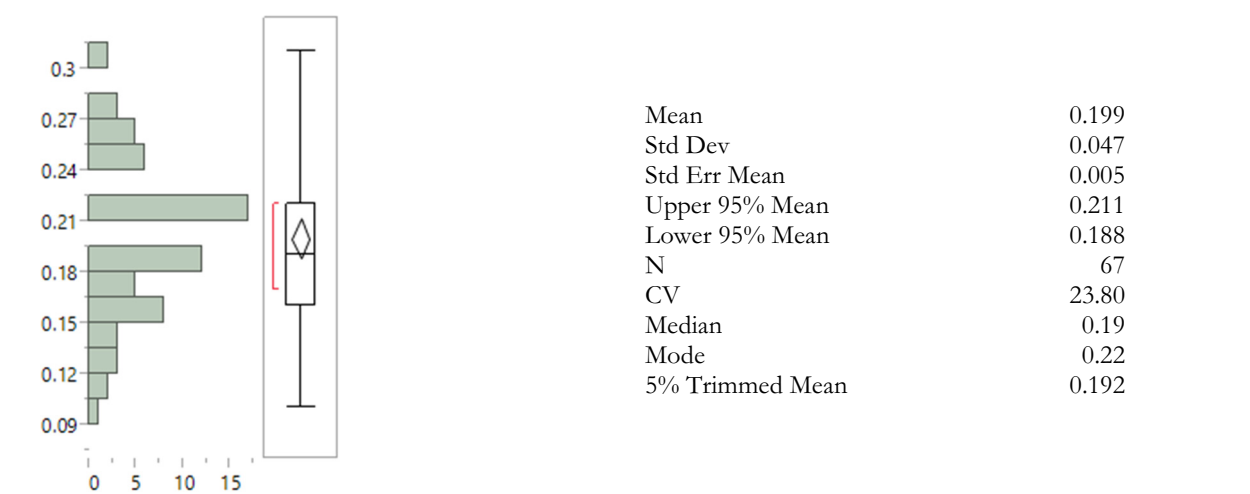 0.3
0.27
0.24
0.21
0.18
0.15
0.12
0.09
0 5 10 15
Mean 0.199
Std Dev 0.047
Std Err Mean 0.005
Upper 95% Mean 0.211
Lower 95% Mean 0.188
N 67
CV 23.80
Median 0.19
Mode 0.22
5% Trimmed Mean 0.192